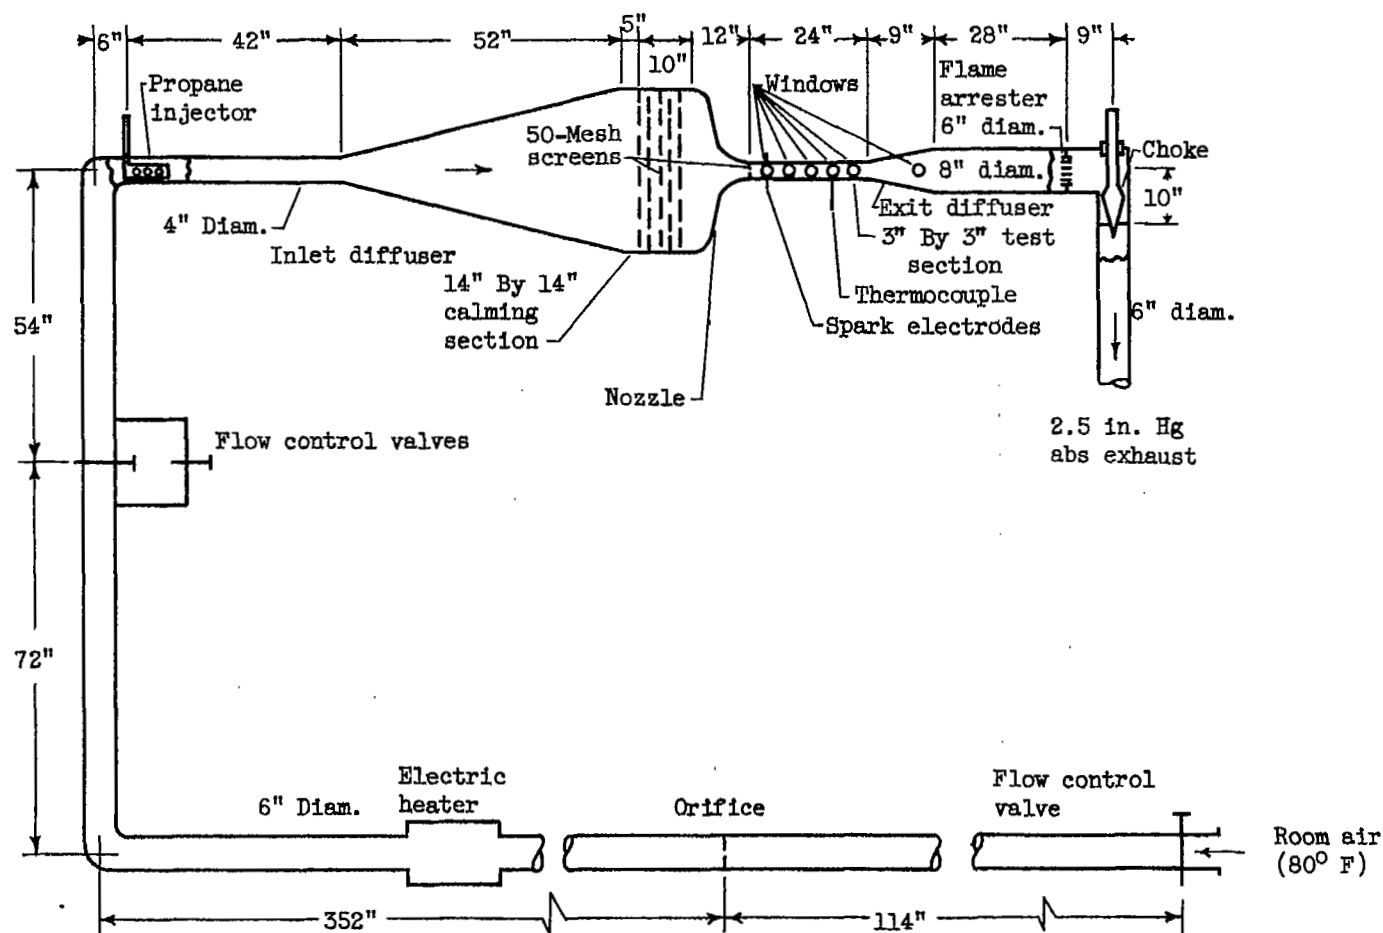 6"
42"
52"
5"
10"
12"
24"
9"
28"
9"
Propane
injector
Windows
Flame
arrester
6" diam.
50-Mesh
screens
Choke
8" diam.
10"
4" Diam.
Inlet diffuser
Exit diffuser
3" By 3" test
section
14" By 14"
calming
section
Thermocouple
Spark electrodes
6" diam.
54"
Nozzle
2.5 in. Hg
abs exhaust
Flow control valves
72"
Electric
heater
6" Diam.
Orifice
Flow control
valve
Room air
(80° F)
352"
114"